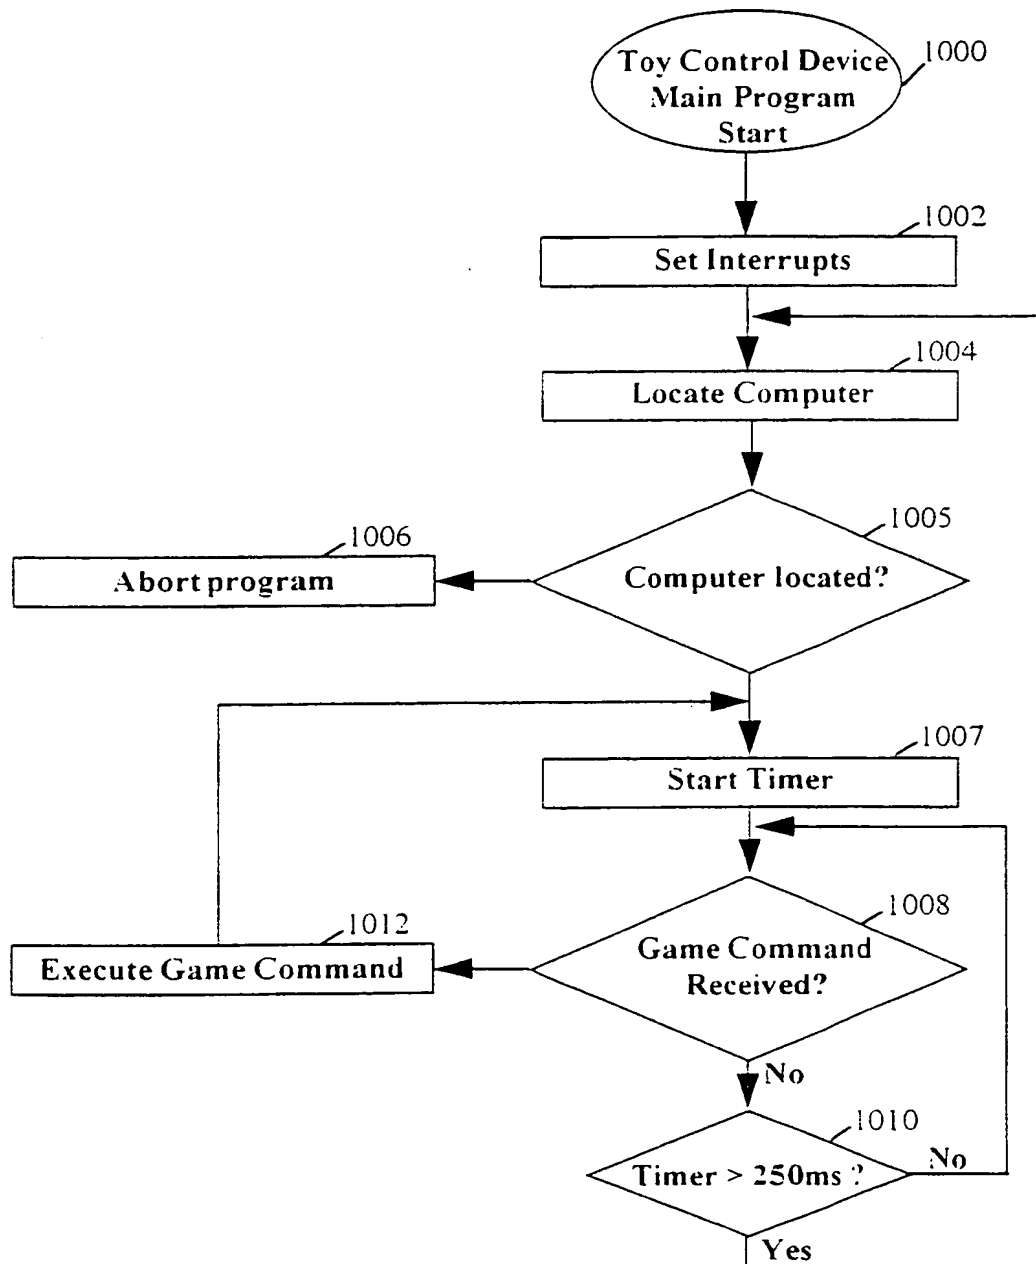 1000
Toy Control Device
Main Program
Start
1002
Set Interrupts
1004
Locate Computer
1005
Computer located?
1006
Abort program
1007
Start Timer
1008
Game Command
Received?
1012
Execute Game Command
No
1010
Timer > 250ms ?
No
Yes